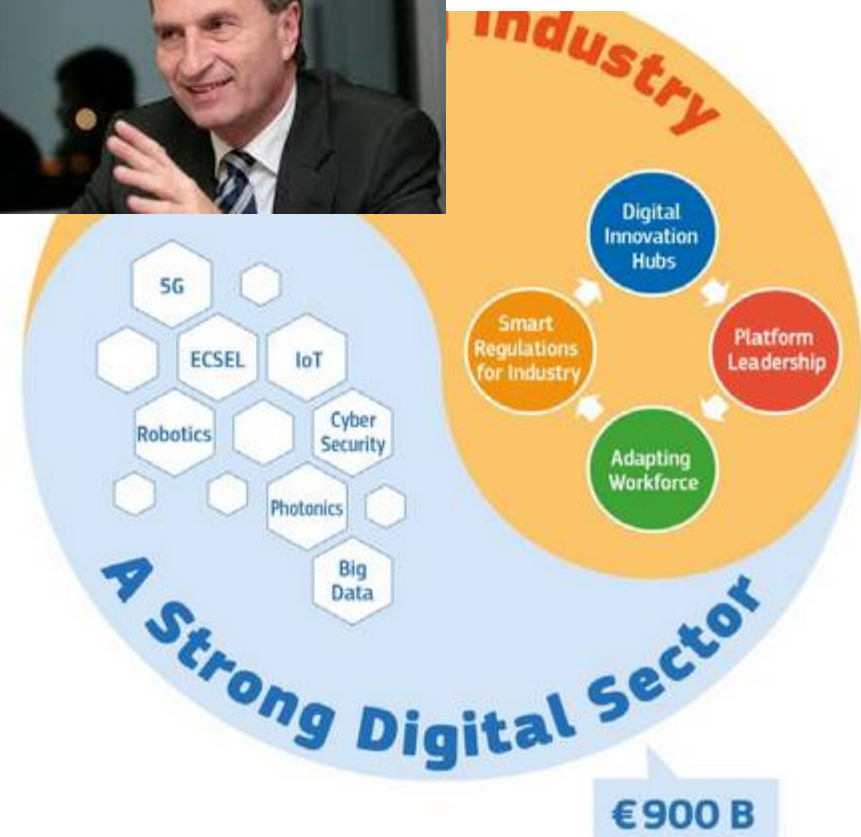 Industry
Digital
Innovation
Hubs
Smart
Regulations
for Industry
Platform
Leadership
Adapting
Workforce
5G
ECSEL
IoT
Robotics
Cyber
Security
Photonics
Big
Data
A Strong Digital Sector
€900 B